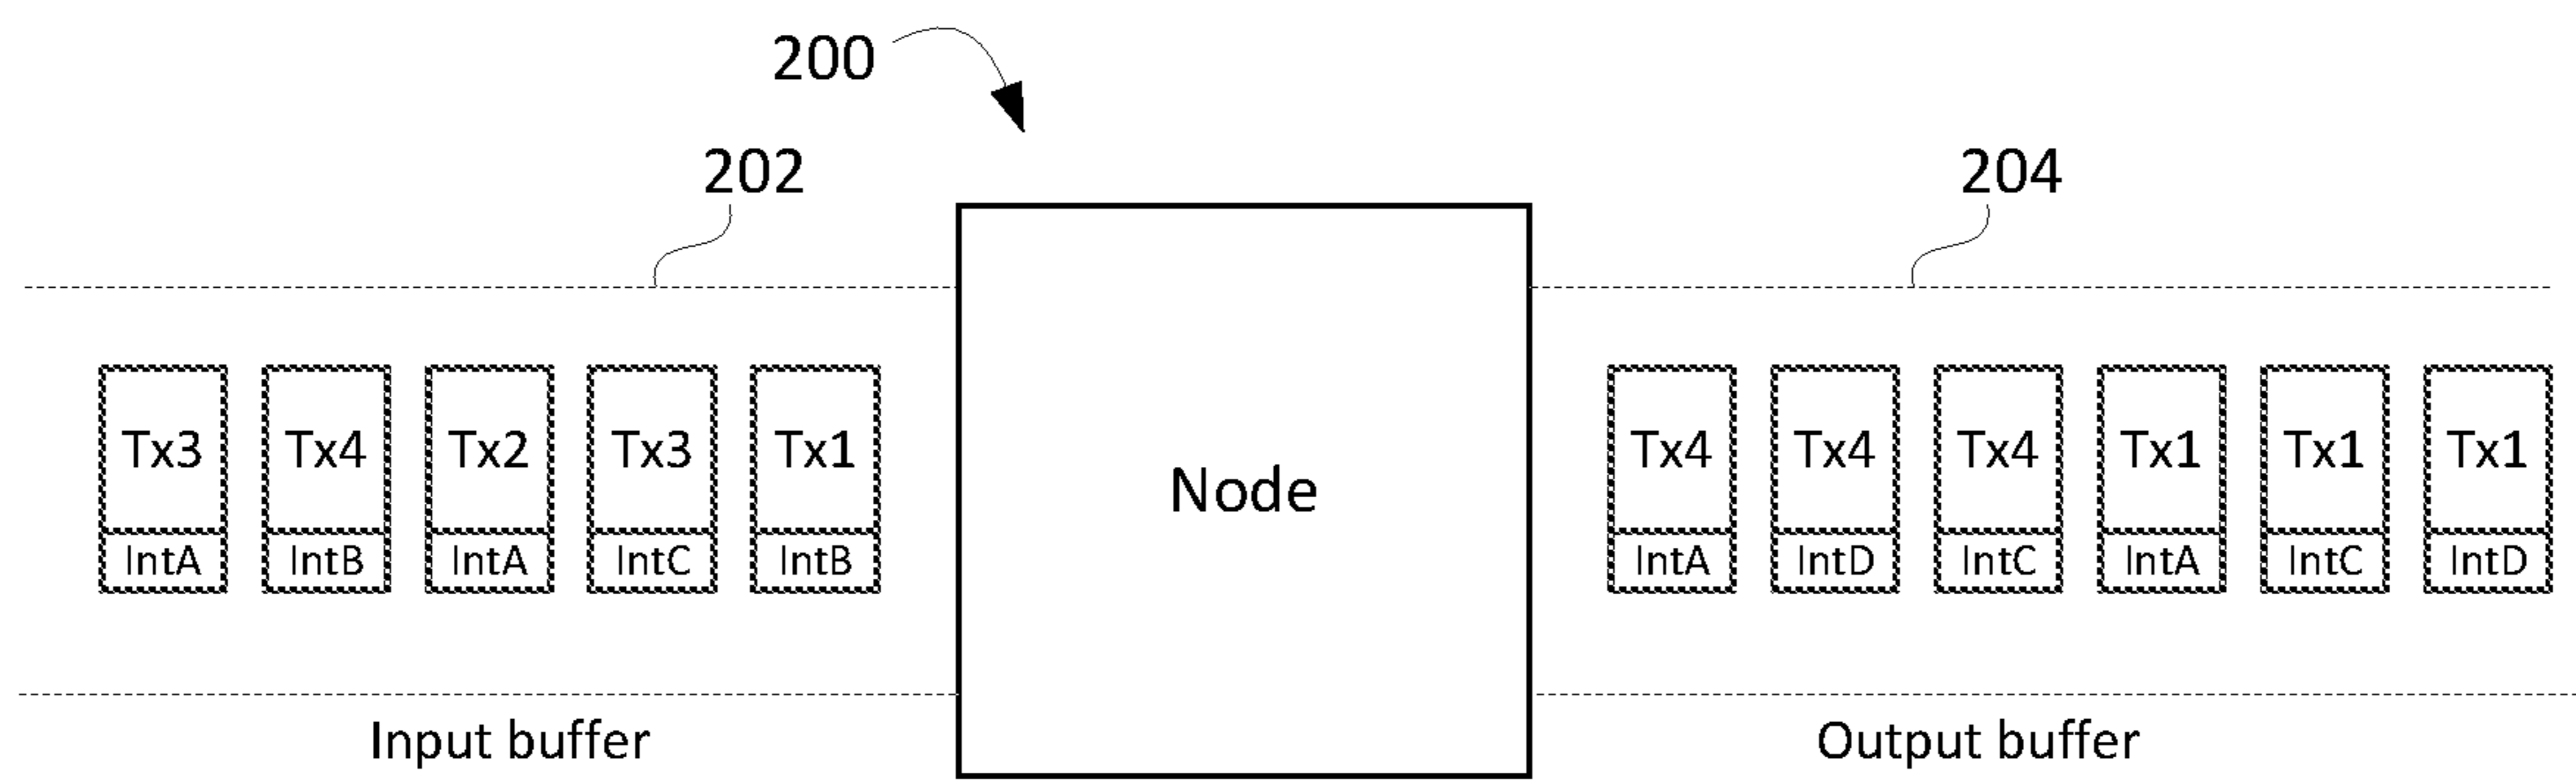 200
202
204
Tx3 Tx4 Tx2 Tx3 Tx1
IntA IntB IntA IntC IntB
Node
Tx4 Tx4 Tx4 Tx1 Tx1 Tx1
IntA IntD IntC IntA IntC IntD
Input buffer
Output buffer